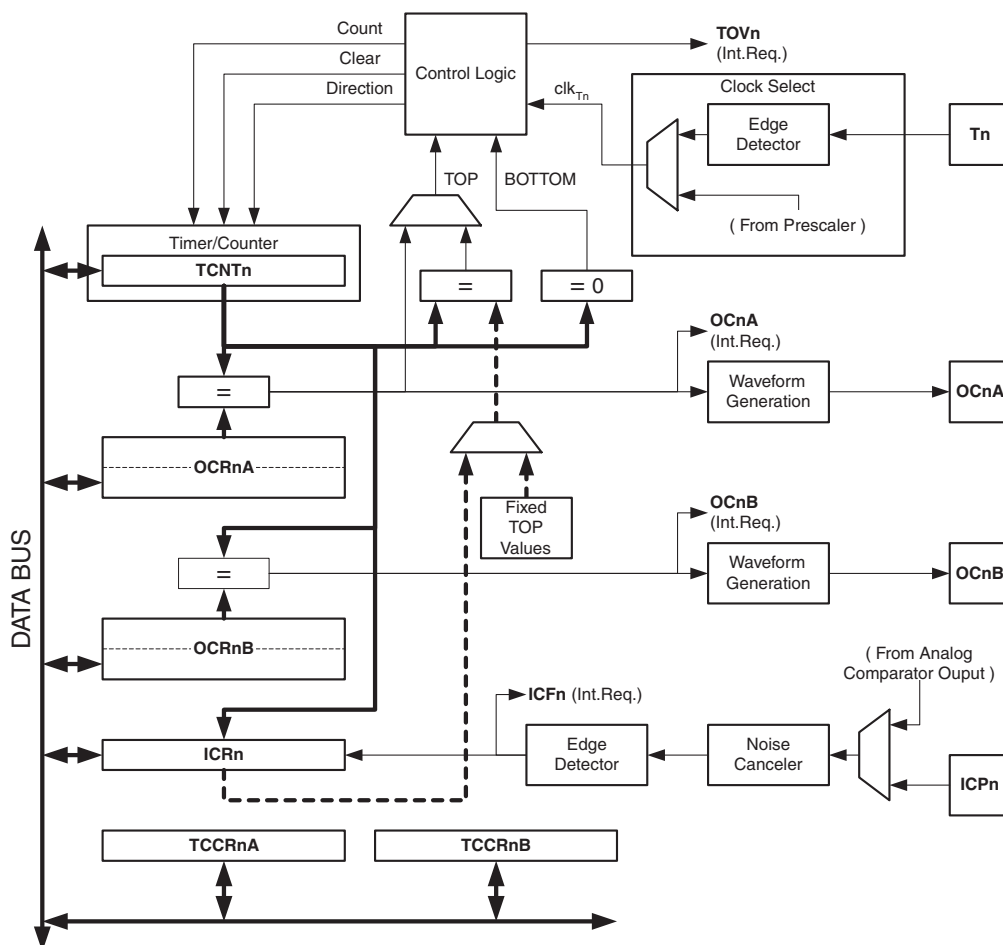 Count
Clear
Direction
Control Logic
TOVn
(Int.Req.)
clkTn
Clock Select
Edge
Detector
Tn
( From Prescaler )
TOP
BOTTOM
Timer/Counter
TCNTn
=
= 0
OCnA
(Int.Req.)
=
Waveform
Generation
OCnA
OCRnA
Fixed
TOP
Values
OCnB
(Int.Req.)
=
Waveform
Generation
OCnB
OCRnB
( From Analog
Comparator Ouput )
ICFn (Int.Req.)
ICRn
Edge
Detector
Noise
Canceler
ICPn
TCCRnA
TCCRnB
DATA BUS